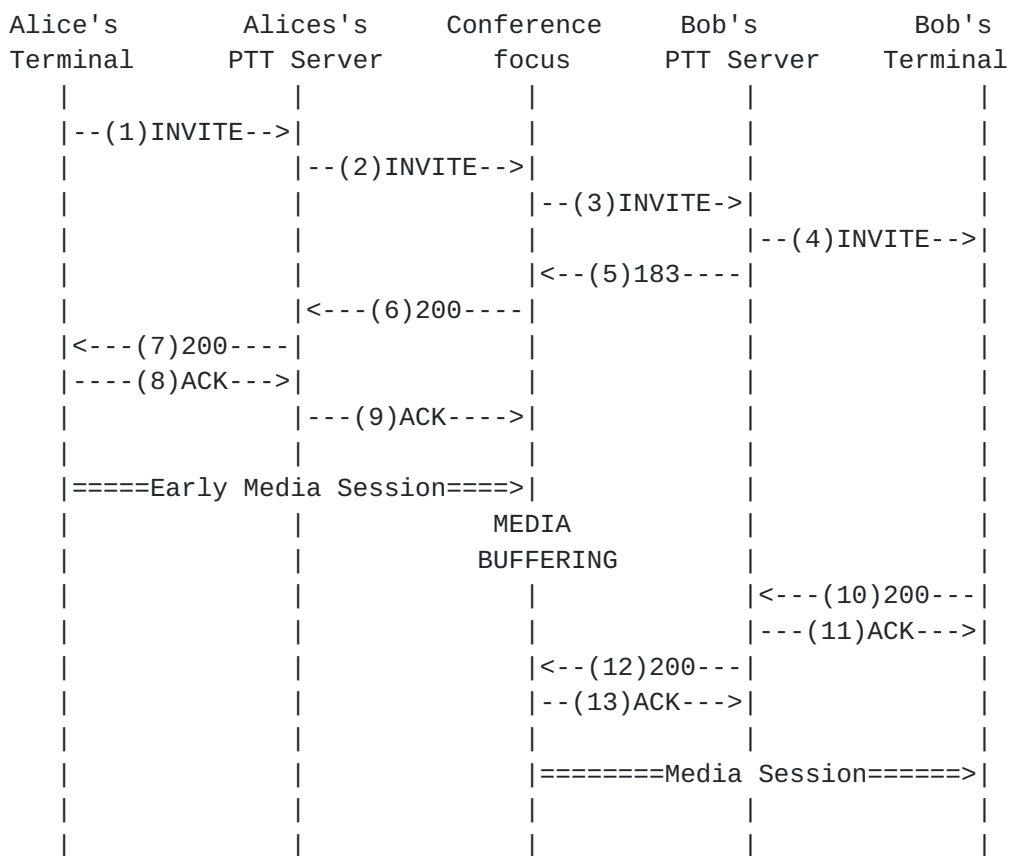 Alice's        Alices's     Conference     Bob's          Bob's
Terminal      PTT Server       focus      PTT Server    Terminal
   |              |              |             |              |
   |--(1)INVITE-->|              |             |              |
   |              |--(2)INVITE-->|             |              |
   |              |              |--(3)INVITE->|              |
   |              |              |             |--(4)INVITE-->|
   |              |              |<--(5)183----|              |
   |              |<---(6)200----|             |              |
   |<---(7)200----|              |             |              |
   |----(8)ACK--->|              |             |              |
   |              |---(9)ACK---->|             |              |
   |              |              |             |              |
   |=====Early Media Session====>|             |              |
   |              |            MEDIA           |              |
   |              |           BUFFERING        |              |
   |              |              |             |<---(10)200---|
   |              |              |             |---(11)ACK--->|
   |              |              |<--(12)200---|              |
   |              |              |--(13)ACK--->|              |
   |              |              |             |              |
   |              |              |========Media Session======>|
   |              |              |             |              |
   |              |              |             |              |